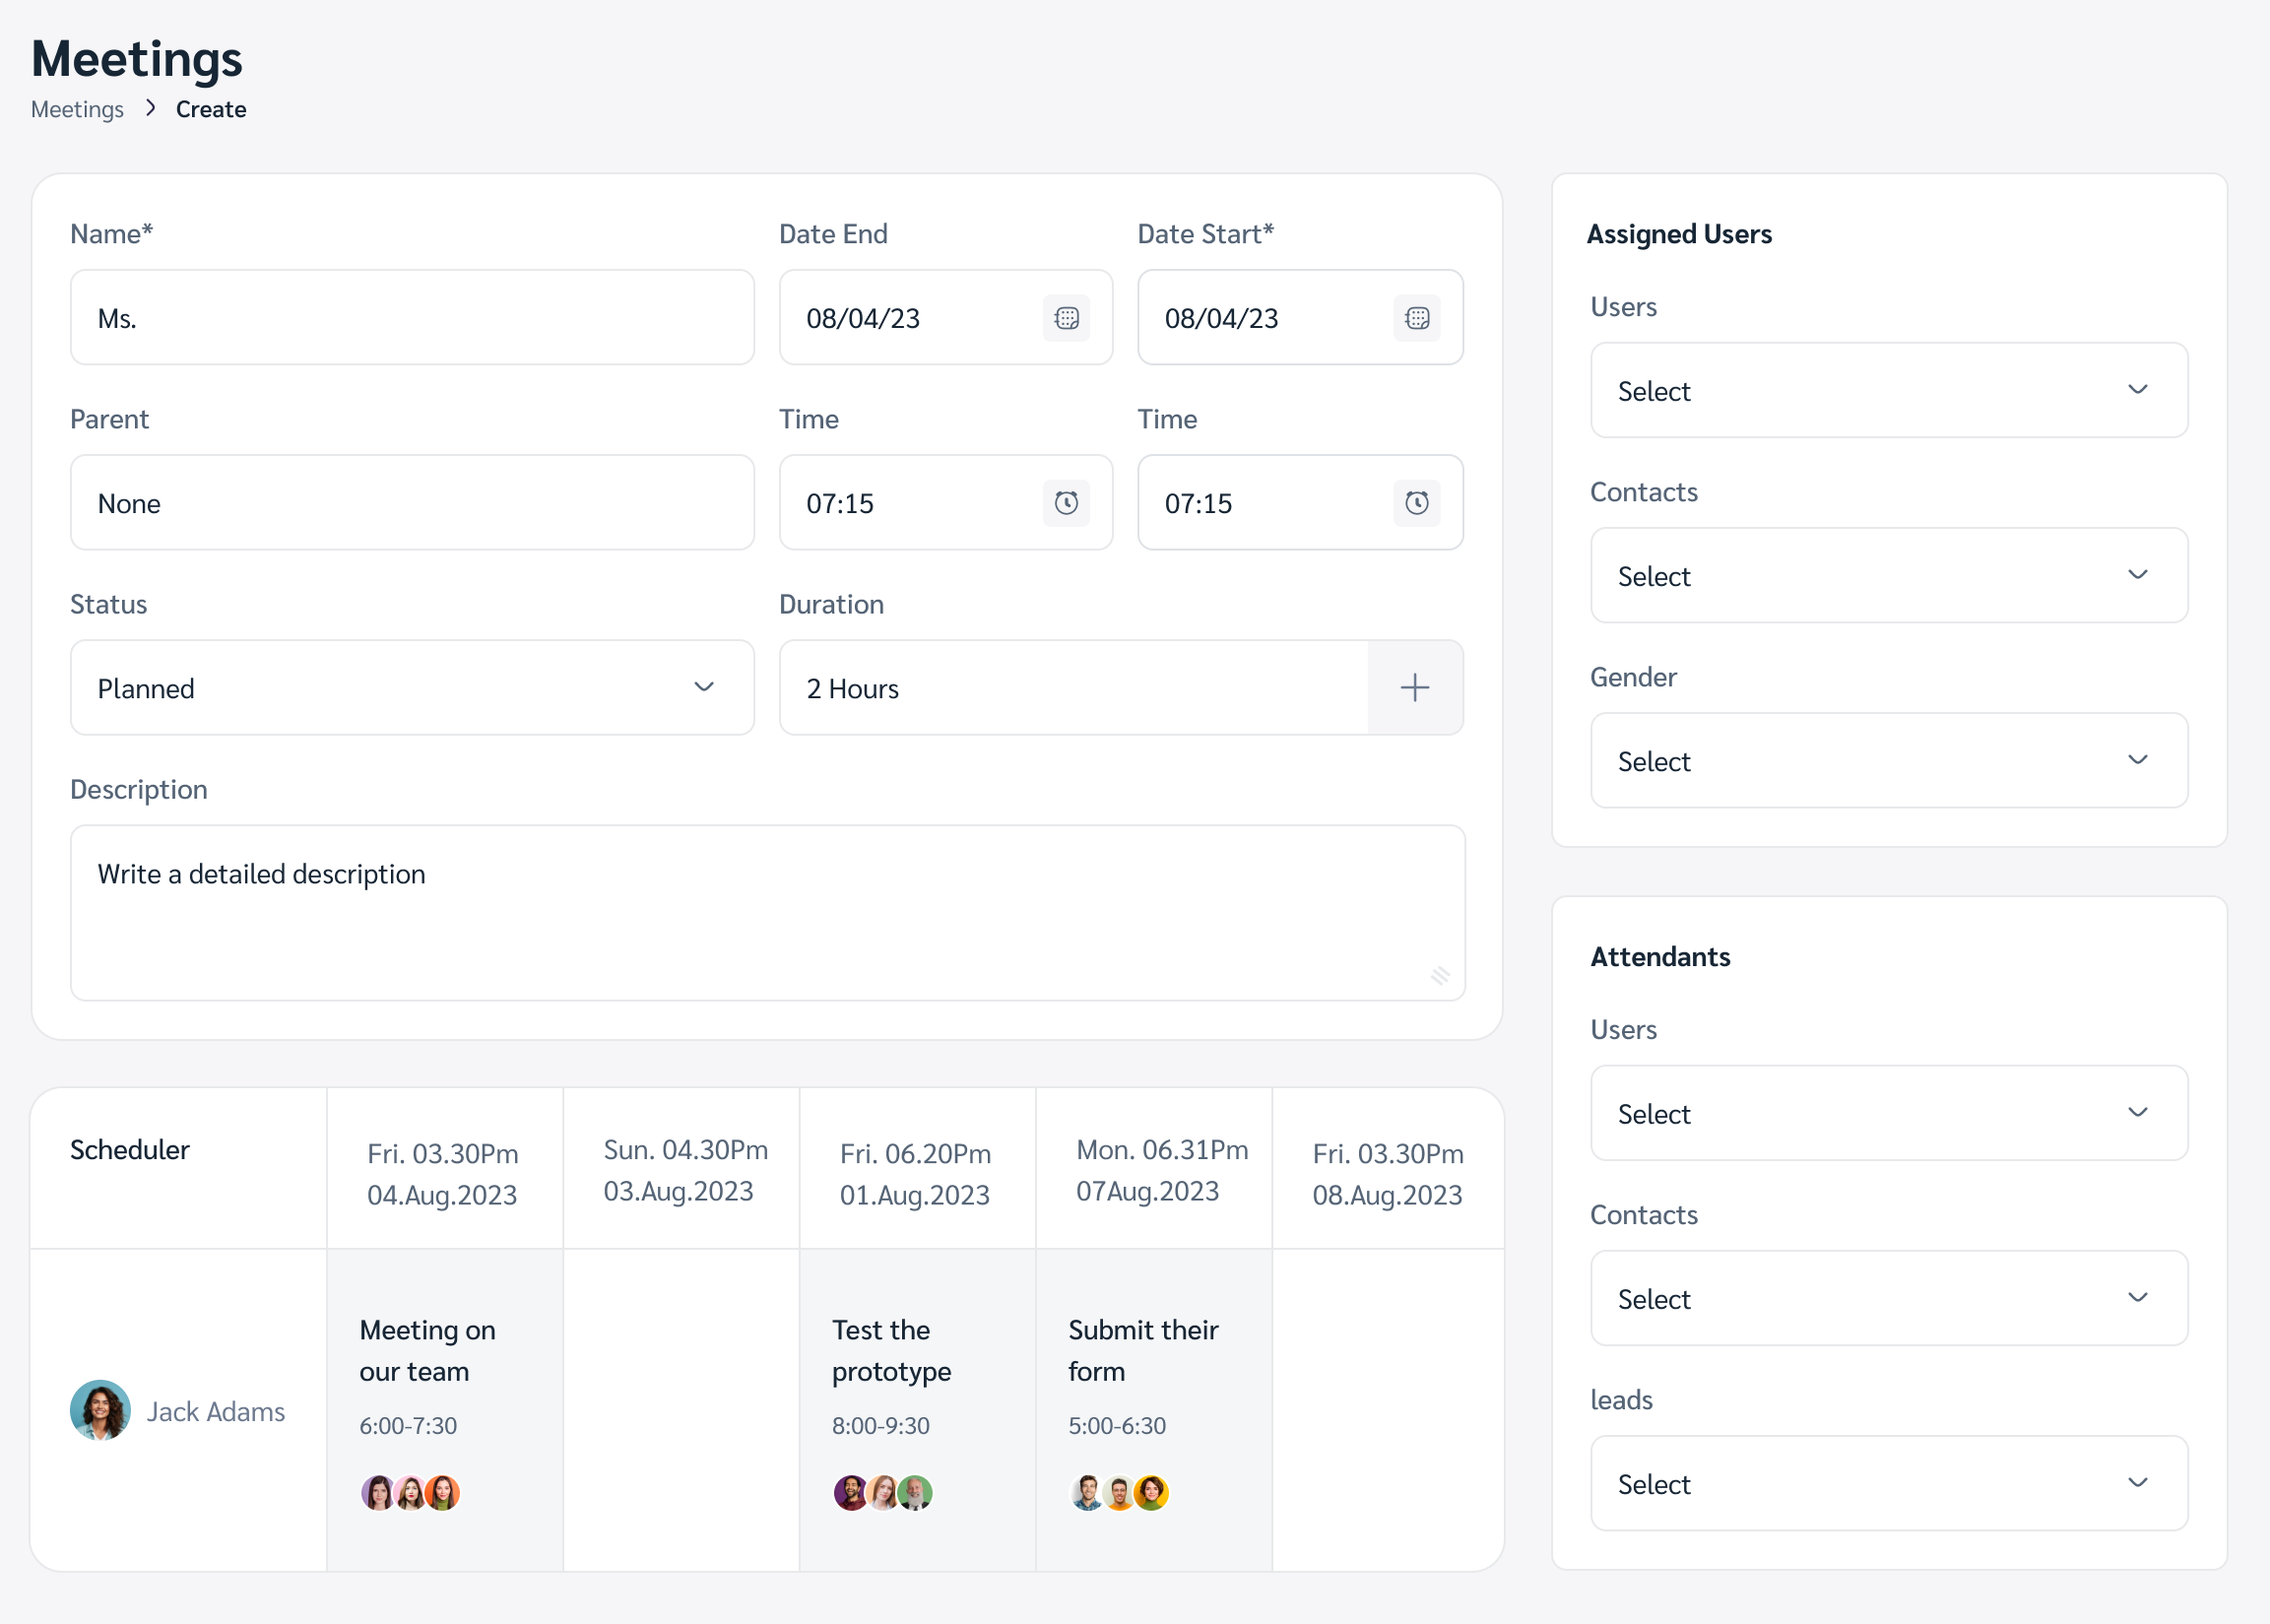 Meetings
Meetings > Create
Name*
Ms.
Date End
08/04/23
Date Start*
08/04/23
Parent
None
Time
07:15
Time
07:15
Status
Planned
Duration
2 Hours
Description
Write a detailed description
Assigned Users
Users
Select
Contacts
Select
Gender
Select
Attendants
Users
Select
Contacts
Select
leads
Select
Scheduler
Fri. 03.30Pm
04.Aug.2023
Sun. 04.30Pm
03.Aug.2023
Fri. 06.20Pm
01.Aug.2023
Mon. 06.31Pm
07Aug.2023
Fri. 03.30Pm
08.Aug.2023
Jack Adams
Meeting on
our team
6:00-7:30
Test the
prototype
8:00-9:30
Submit their
form
5:00-6:30